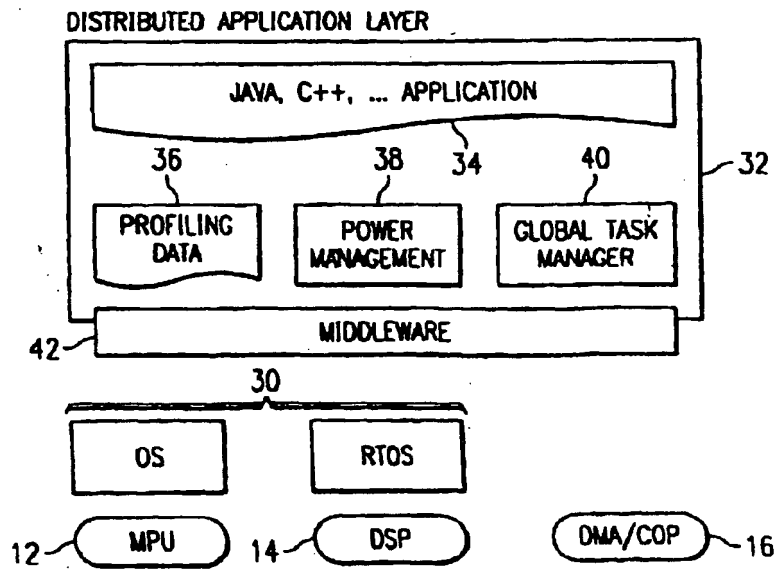 DISTRIBUTED APPLICATION LAYER
JAVA, C++, ... APPLICATION
36
38
34
40
32
PROFILING
DATA
POWER
MANAGEMENT
GLOBAL TASK
MANAGER
MIDDLEWARE
42
30
OS
RTOS
12
MPU
14
DSP
DMA/COP
16